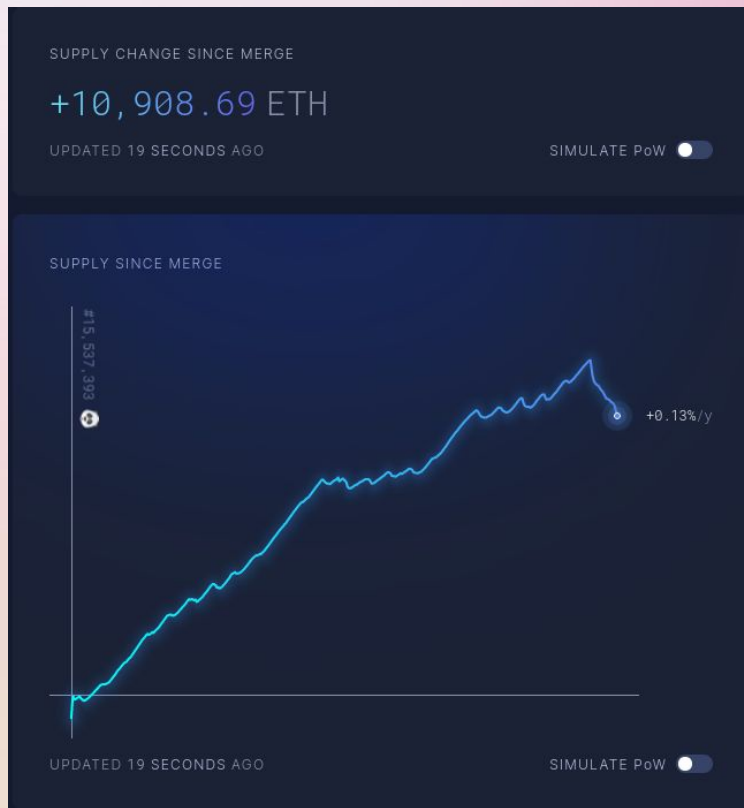 SUPPLY CHANGE SINCE MERGE
+10,908.69 ETH
UPDATED 19 SECONDS AGO
SIMULATE PoW
SUPPLY SINCE MERGE
#15,537,393
+0.13%/y
UPDATED 19 SECONDS AGO
SIMULATE PoW